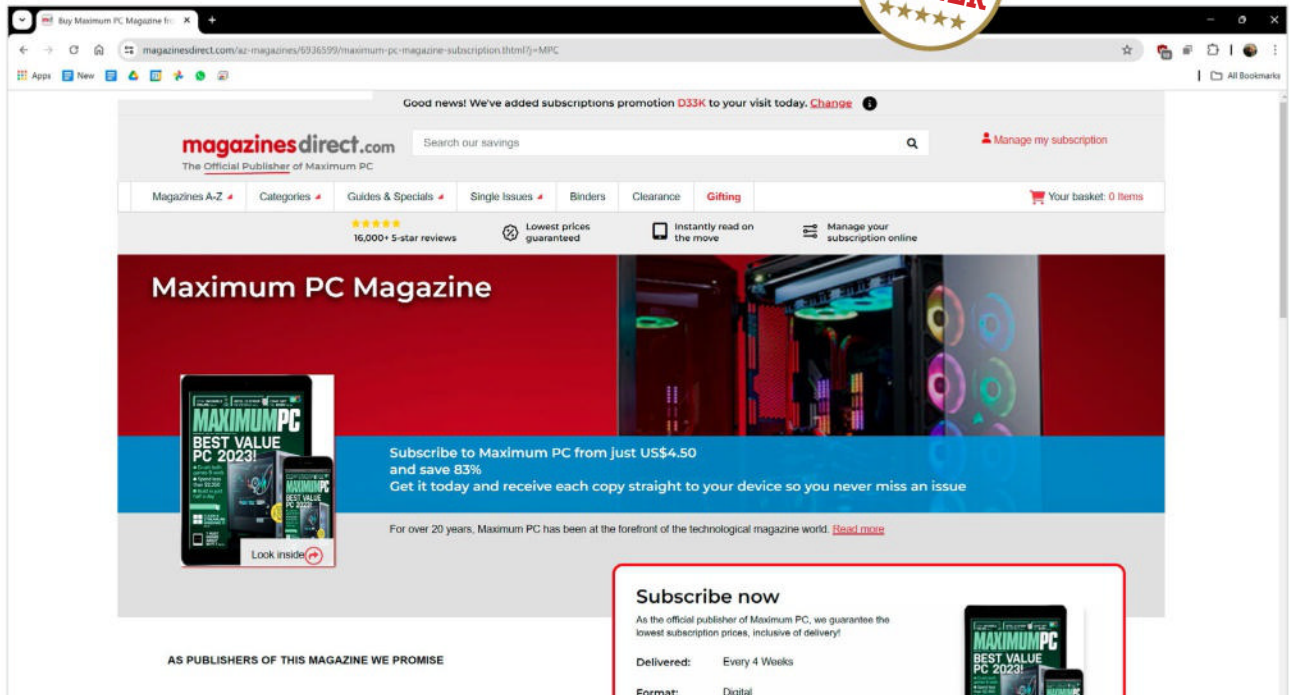 Buy Maximum PC Magazine fr
magazinesdirect.com/az-magazines/6936599/maximum-pc-magazine-subscription.thtml?j=MPC
Apps
New
All Bookmarks
Good news! We've added subscriptions promotion D33K to your visit today. Change
magazinesdirect.com
The Official Publisher of Maximum PC
Search our savings
Manage my subscription
Magazines A-Z Categories Guides & Specials Single Issues Binders Clearance Gifting
Your basket: 0 Items
16,000+ 5-star reviews
Lowest prices
guaranteed
Instantly read on
the move
Manage your
subscription online
Maximum PC Magazine
MAXIMUMPC
BEST VALUE
PC 2023!
MAXIMUMPC
BEST VALUE
PC 2023!
Look inside
Subscribe to Maximum PC from just US$4.50
and save 83%
Get it today and receive each copy straight to your device so you never miss an issue
For over 20 years, Maximum PC has been at the forefront of the technological magazine world. Read more
AS PUBLISHERS OF THIS MAGAZINE WE PROMISE
Subscribe now
As the official publisher of Maximum PC, we guarantee the
lowest subscription prices, inclusive of delivery!
Delivered: Every 4 Weeks
Format: Digital
MAXIMUMPC
BEST VALUE
PC 2023!
MAXIMUMPC